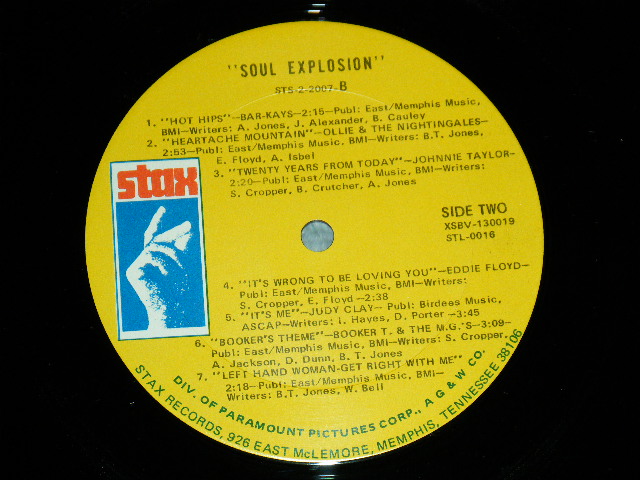 "SOUL EXPLOSION"
STS-2-2007-B
1. "HOT HIPS"—BAR-KAYS—2:15—Publ: East/Memphis Music,
BMI—Writers: A. Jones, J. Alexander, B. Cauley
2. "HEARTACHE MOUNTAIN"—OLLIE & THE NIGHTINGALES—
2:53—Publ: East/Memphis Music. BMI—Writers: B.T. Jones,
E. Floyd, A. Isbel
3. "TWENTY YEARS FROM TODAY"—JOHNNIE TAYLOR—
2:20—Publ: East/Memphis Music, BMI—Writers:
S. Cropper, B. Crutcher, A. Jones
stax
SIDE TWO
XSBV-130019
STL-0016
4. "IT'S WRONG TO BE LOVING YOU"—EDDIE FLOYD—
Publ: East/Memphis Music, BMI—Writers:
S. Cropper, E. Floyd—2:38
5. "IT'S ME"—JUDY CLAY— Publ: Birdees Music,
ASCAP—Writers: I. Hayes, D. Porter—3:45
6. "BOOKER'S THEME"—BOOKER T. & THE M.G.'S—3:09—
Publ: East/Memphis Music, BMI—Writers: S. Cropper,
A. Jackson, D. Dunn, B. T. Jones
7. "LEFT HAND WOMAN-GET RIGHT WITH ME"
2:18—Publ: East/Memphis Music, BMI—
Writers: B.T. Jones, W. Bell
DIV. OF PARAMOUNT PICTURES CORP., A G & W CO.
STAX RECORDS, 926 EAST McLEMORE, MEMPHIS, TENNESSEE 38106